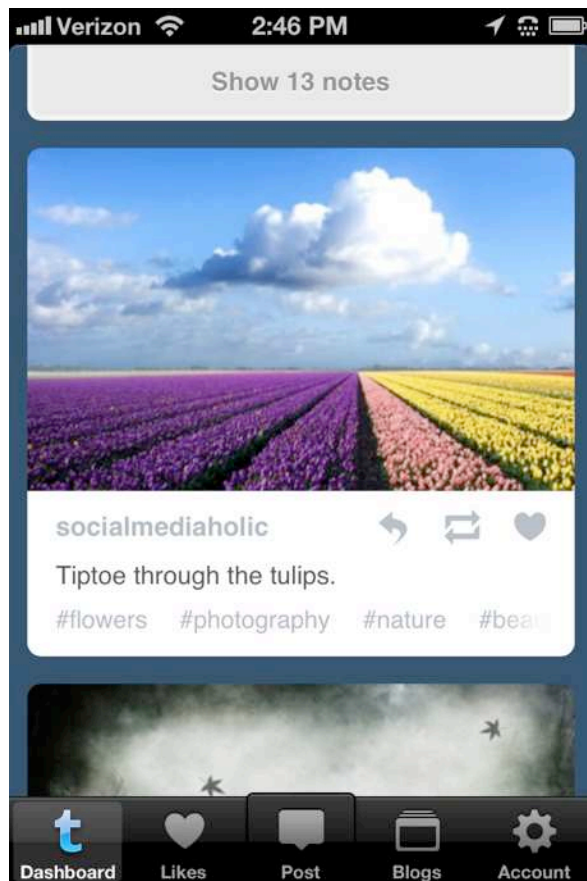 Verizon 2:46 PM
Show 13 notes
socialmediaholic
Tiptoe through the tulips.
#flowers #photography #nature #beau
Dashboard Likes Post Blogs Account